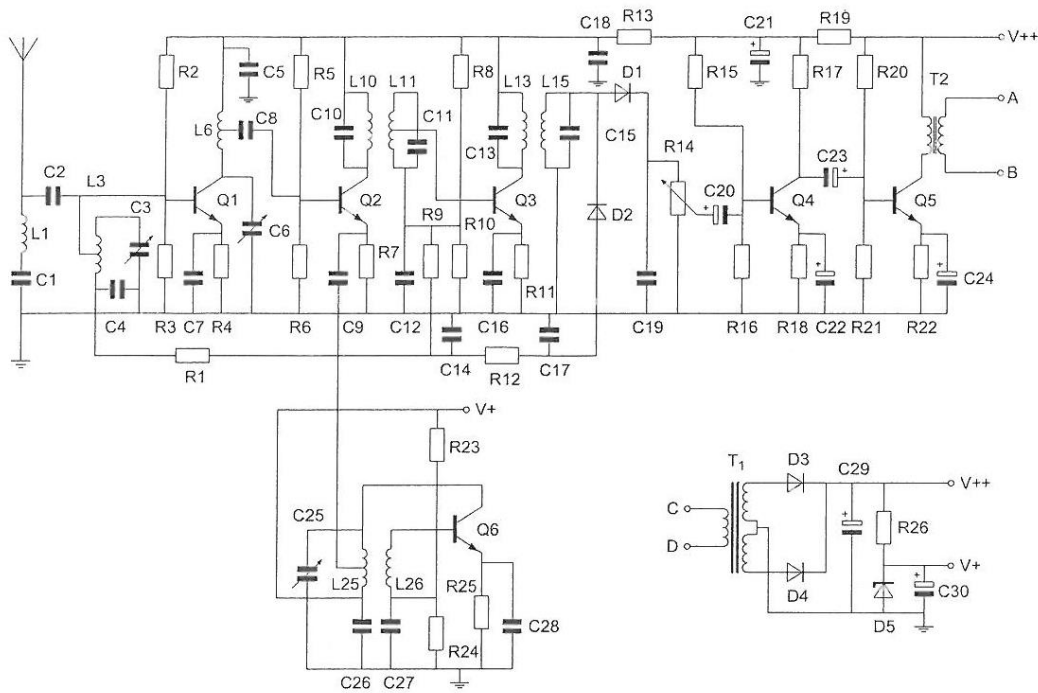 C18 R13 C21 R19
V++
R2 C5 R5 L10 L11 R8 L13 L15 D1 R15 R17 R20 T2
A
C8 C10 C11 C15
L6 C13 R14 C23
C2 L3 Q1 Q2 Q3 D2 C20 Q4 Q5 B
C3 C6 R9
L1 R7 R10
C1 R11 C24
C4 R3 C7 R4 R6 C9 C12 C16 C19 R16 R18 C22 R21 R22
R1 C14 R12 C17
V+
R23
T1 D3 C29
V++
C25 Q6 C R26
D
L25 L26 R25 V+
D4 C30
C28 D5
R24
C26 C27
+
+
+
+
+
+
+